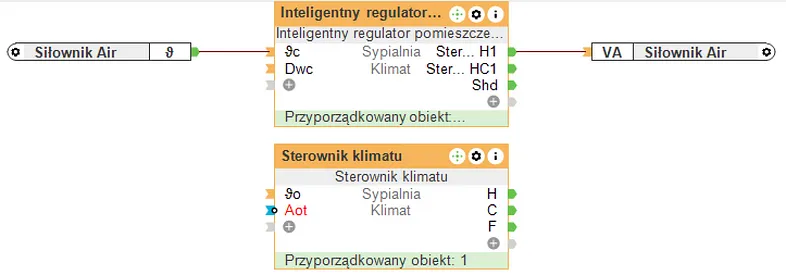 Inteligentny regulator...
Inteligentny regulator pomieszcze...
Siłownik Air ϑ
ϑc Sypialnia Ster... H1
VA Siłownik Air
Dwc Klimat Ster... HC1
Shd
Przyporządkowany obiekt:...
Sterownik klimatu
Sterownik klimatu
ϑo Sypialnia H
Aot Klimat C
F
Przyporządkowany obiekt: 1